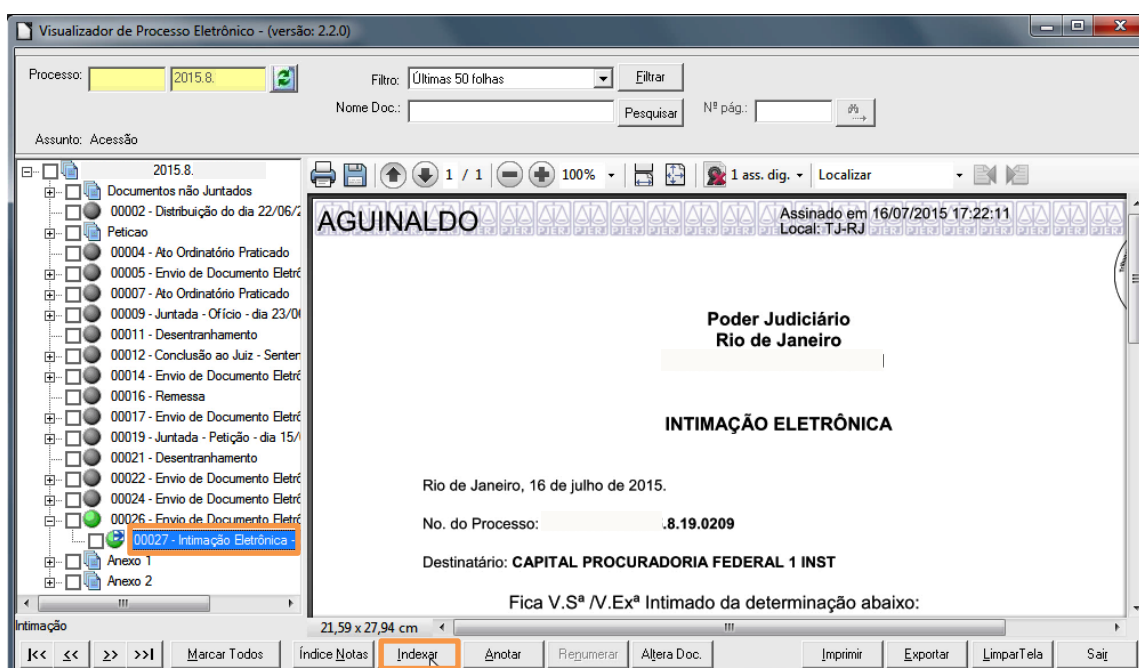 Visualizador de Processo Eletrônico - (versão: 2.2.0)
Processo: 2015.8. Filtro: Últimas 50 folhas Filtrar
Nome Doc.: Pesquisar Nº pág.:
Assunto: Acessão
2015.8.
Documentos não Juntados
00002 - Distribuição do dia 22/06/2
Peticao
00004 - Ato Ordinatório Praticado
00005 - Envio de Documento Eletrô
00007 - Ato Ordinatório Praticado
00009 - Juntada - Ofício - dia 23/0
00011 - Desentranhamento
00012 - Conclusão ao Juiz - Senten
00014 - Envio de Documento Eletrô
00016 - Remessa
00017 - Envio de Documento Eletrô
00019 - Juntada - Petição - dia 15/
00021 - Desentranhamento
00022 - Envio de Documento Eletrô
00024 - Envio de Documento Eletrô
00026 - Envio de Documento Eletrô
00027 - Intimação Eletrônica -
Anexo 1
Anexo 2
Intimação
1 / 1 100% 1 ass. dig. Localizar
AGUINALDO
Assinado em 16/07/2015 17:22:11
Local: TJ-RJ
Poder Judiciário
Rio de Janeiro
INTIMAÇÃO ELETRÔNICA
Rio de Janeiro, 16 de julho de 2015.
No. do Processo: .8.19.0209
Destinatário: CAPITAL PROCURADORIA FEDERAL 1 INST
Fica V.Sª /V.Exª Intimado da determinação abaixo:
21,59 x 27,94 cm
|<< << >> >>| Marcar Todos Índice Notas Indexar Anotar Renumerar Altera Doc. Imprimir Exportar LimparTela Sair